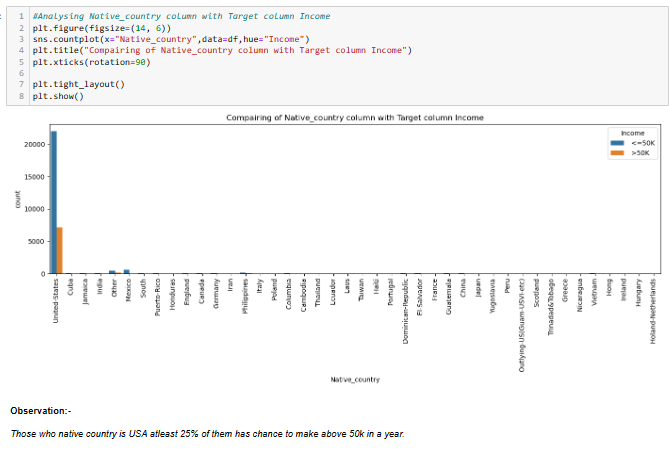 1 #Analysing Native_country column with Target column Income
2 plt.figure(figsize=(14, 6))
3 sns.countplot(x="Native_country",data=df,hue="Income")
4 plt.title("Compairing of Native_country column with Target column Income")
5 plt.xticks(rotation=90)
6
7 plt.tight_layout()
8 plt.show()
Compairing of Native_country column with Target column Income
Income
<=50K
>50K
20000
15000
10000
5000
0
count
United-States
Cuba
Jamaica
India
Other
Mexico
South
Puerto-Rico
Honduras
England
Canada
Germany
Iran
Philippines
Italy
Poland
Columbia
Cambodia
Thailand
Ecuador
Laos
Taiwan
Haiti
Portugal
Dominican-Republic
El-Salvador
France
Guatemala
China
Japan
Yugoslavia
Peru
Outlying-US(Guam-USVI-etc)
Scotland
Trinadad&Tobago
Greece
Nicaragua
Vietnam
Hong
Ireland
Hungary
Holand-Netherlands
Native_country
Observation:-
Those who native country is USA atleast 25% of them has chance to make above 50k in a year.